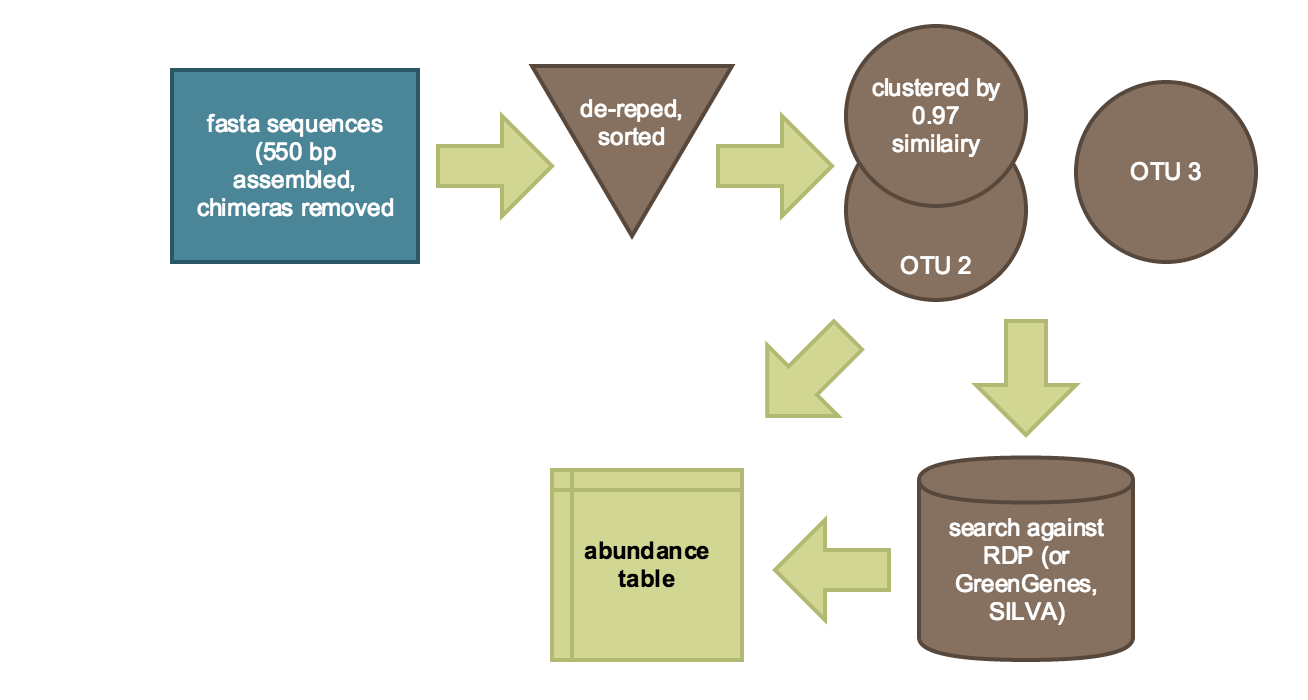 fasta sequences
(550 bp
assembled,
chimeras removed
de-reped,
sorted
clustered by
0.97
similairy
OTU 2
OTU 3
abundance
table
search against
RDP (or
GreenGenes,
SILVA)